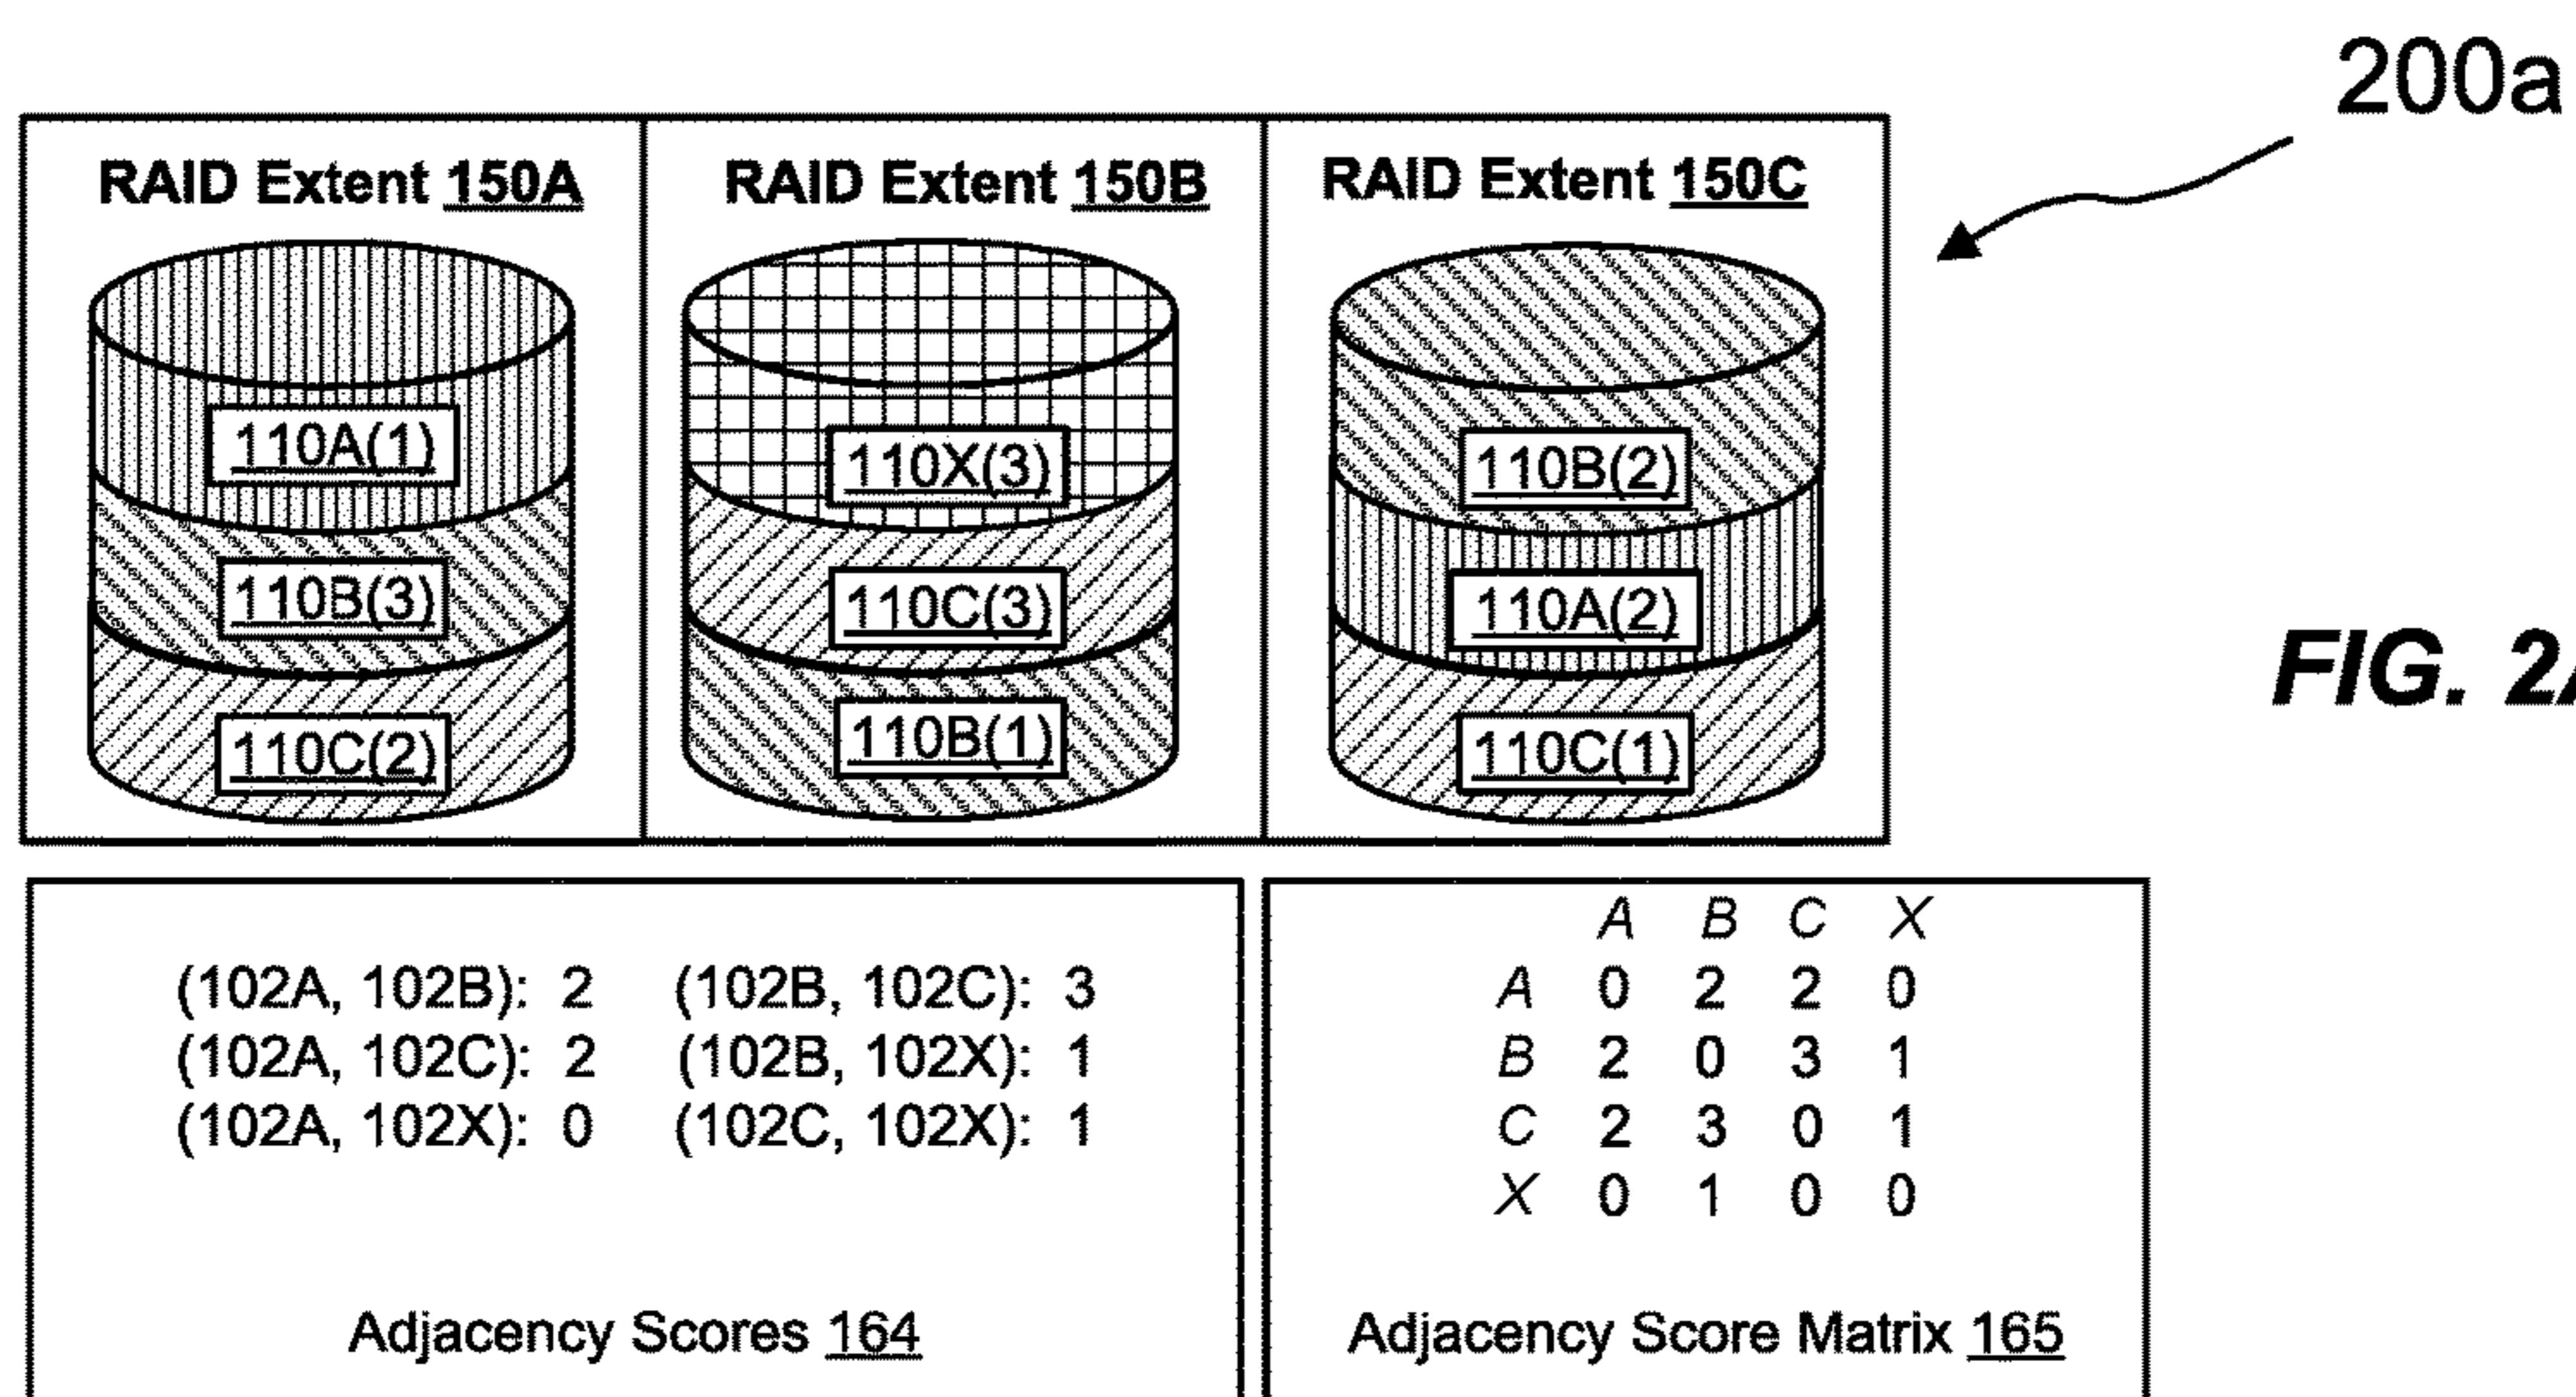 200a
RAID Extent 150A
RAID Extent 150B
RAID Extent 150C
110A(1)
110B(3)
110C(2)
110X(3)
110C(3)
110B(1)
110B(2)
110A(2)
110C(1)
FIG. 2A
(102A, 102B): 2 (102B, 102C): 3
(102A, 102C): 2 (102B, 102X): 1
(102A, 102X): 0 (102C, 102X): 1
Adjacency Scores 164
A B C X
A 0 2 2 0
B 2 0 3 1
C 2 3 0 1
X 0 1 0 0
Adjacency Score Matrix 165